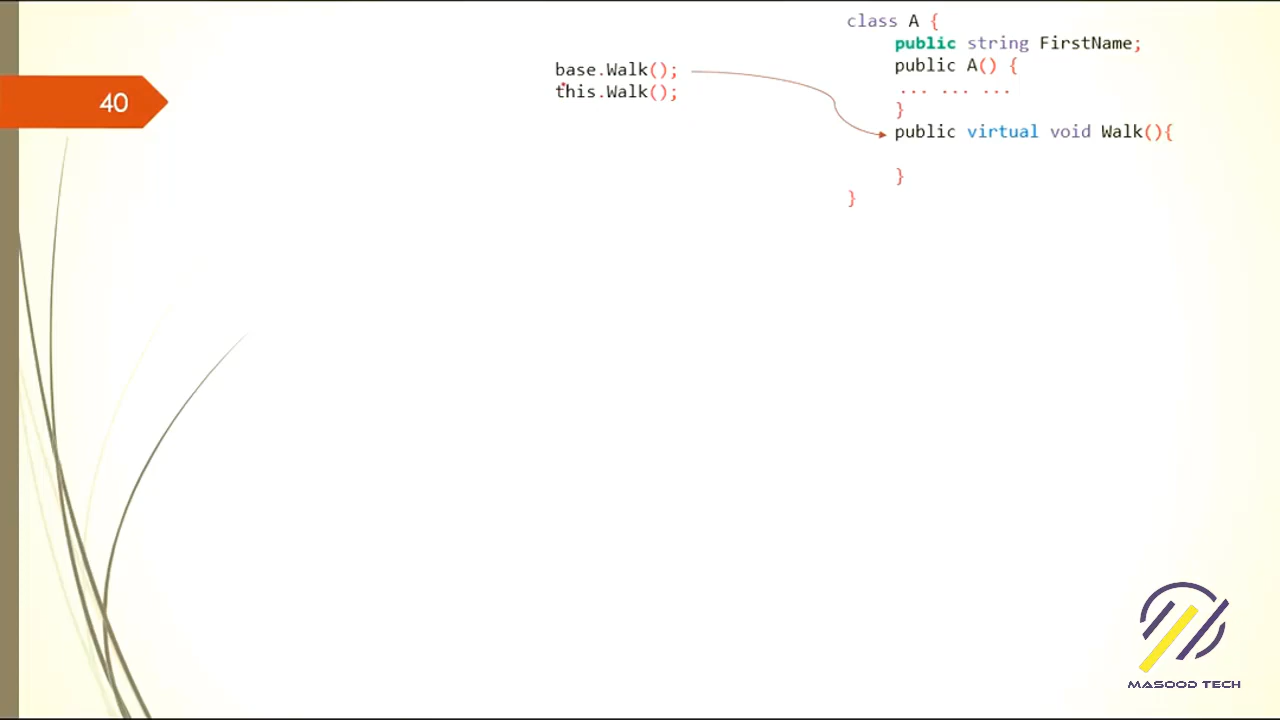 40
base.Walk();
this.Walk();
class A {
public string FirstName;
public A() {
... ... ...
}
public virtual void Walk(){
}
}
MASOOD TECH